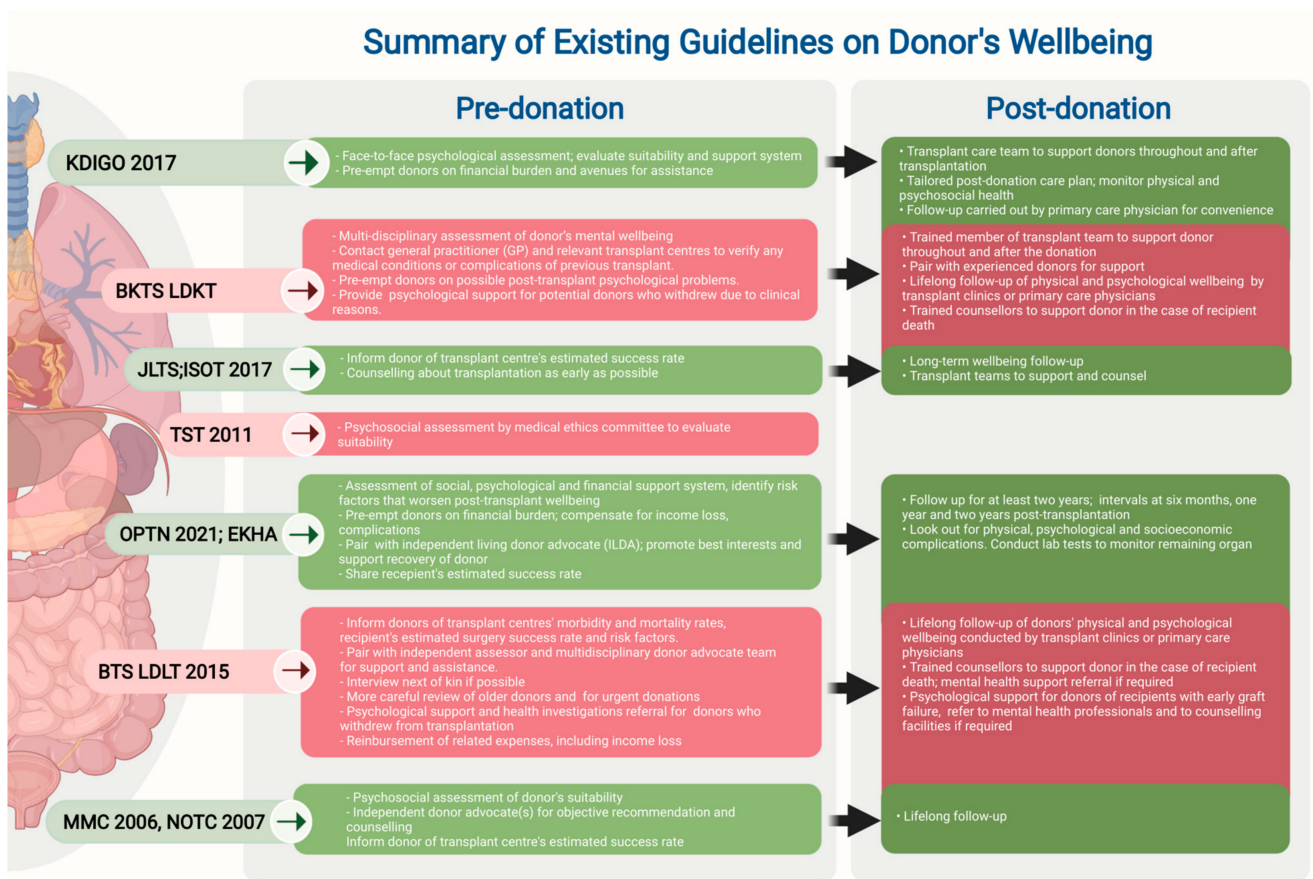 Summary of Existing Guidelines on Donor's Wellbeing
Pre-donation
Post-donation
KDIGO 2017
- Face-to-face psychological assessment; evaluate suitability and support system
- Pre-empt donors on financial burden and avenues for assistance
• Transplant care team to support donors throughout and after
transplantation
• Tailored post-donation care plan; monitor physical and
psychosocial health
• Follow-up carried out by primary care physician for convenience
BKTS LDKT
- Multi-disciplinary assessment of donor's mental wellbeing
- Contact general practitioner (GP) and relevant transplant centres to verify any
medical conditions or complications of previous transplant.
- Pre-empt donors on possible post-transplant psychological problems.
- Provide psychological support for potential donors who withdrew due to clinical
reasons.
• Trained member of transplant team to support donor
throughout and after the donation
• Pair with experienced donors for support
• Lifelong follow-up of physical and psychological wellbeing by
transplant clinics or primary care physicians
• Trained counsellors to support donor in the case of recipient
death
JLTS;ISOT 2017
- Inform donor of transplant centre's estimated success rate
- Counselling about transplantation as early as possible
• Long-term wellbeing follow-up
• Transplant teams to support and counsel
TST 2011
- Psychosocial assessment by medical ethics committee to evaluate
suitability
OPTN 2021; EKHA
- Assessment of social, psychological and financial support system, identify risk
factors that worsen post-transplant wellbeing
- Pre-empt donors on financial burden; compensate for income loss,
complications
- Pair with independent living donor advocate (ILDA); promote best interests and
support recovery of donor
- Share recepient's estimated success rate
• Follow up for at least two years; intervals at six months, one
year and two years post-transplantation
• Look out for physical, psychological and socioeconomic
complications. Conduct lab tests to monitor remaining organ
BTS LDLT 2015
- Inform donors of transplant centres' morbidity and mortality rates,
recipient's estimated surgery success rate and risk factors.
- Pair with independent assessor and multidisciplinary donor advocate team
for support and assistance.
- Interview next of kin if possible
- More careful review of older donors and for urgent donations
- Psychological support and health investigations referral for donors who
withdrew from transplantation
- Reimbursement of related expenses, including income loss
• Lifelong follow-up of donors' physical and psychological
wellbeing conducted by transplant clinics or primary care
physicians
• Trained counsellors to support donor in the case of recipient
death; mental health support referral if required
• Psychological support for donors of recipients with early graft
failure, refer to mental health professionals and to counselling
facilities if required
MMC 2006, NOTC 2007
- Psychosocial assessment of donor's suitability
- Independent donor advocate(s) for objective recommendation and
counselling
Inform donor of transplant centre's estimated success rate
• Lifelong follow-up